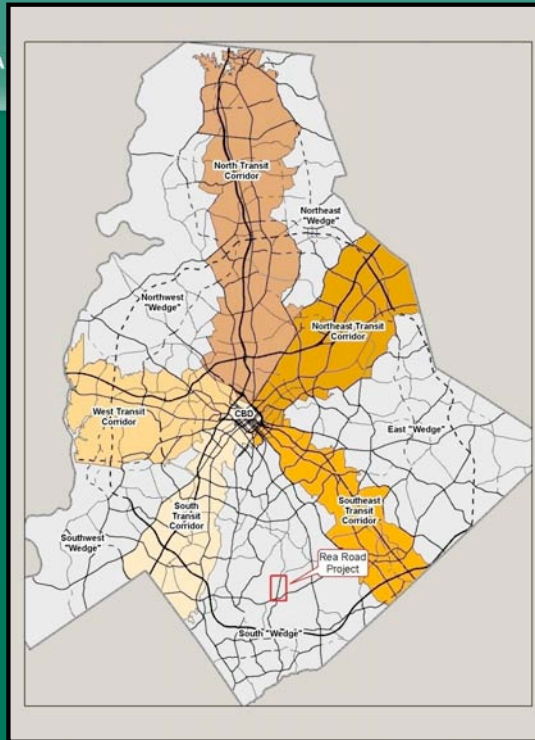 A
North Transit
Corridor
Northeast
"Wedge"
Northwest
"Wedge"
Northeast Transit
Corridor
West Transit
Corridor
CBD
East "Wedge"
South
Transit
Corridor
Southeast
Transit
Corridor
Southwest
"Wedge"
Rea Road
Project
South "Wedge"